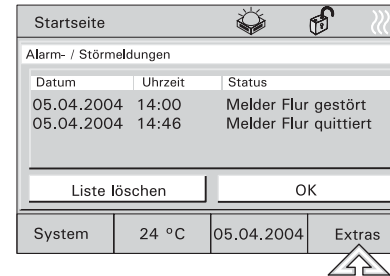 Startseite
Alarm- / Störmeldungen
Datum Uhrzeit Status
05.04.2004 14:00 Melder Flur gestört
05.04.2004 14:46 Melder Flur quittiert
Liste löschen OK
System 24 °C 05.04.2004 Extras